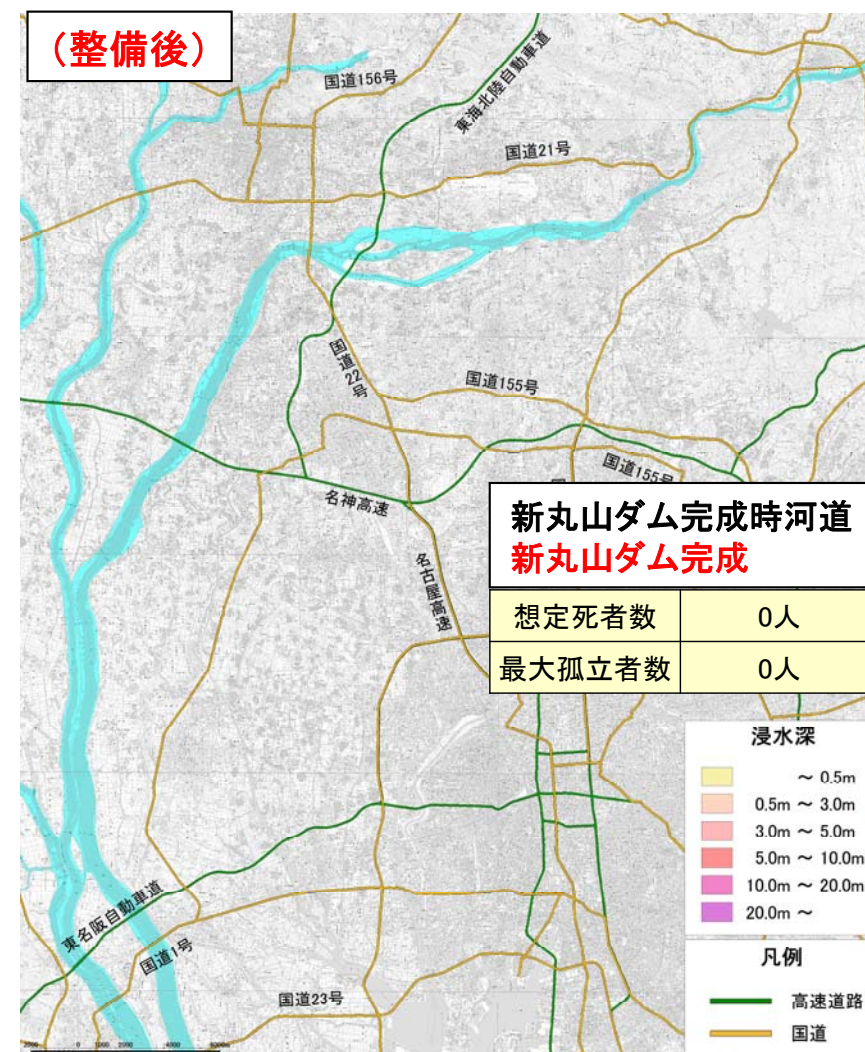 (整備後)
国道156号
東海北陸自動車道
国道21号
国道22号
国道155号
国道155号
名神高速
新丸山ダム完成時河道
新丸山ダム完成
想定死者数 0人
最大孤立者数 0人
名古屋高速
浸水深
~ 0.5m
0.5m ~ 3.0m
3.0m ~ 5.0m
5.0m ~ 10.0m
10.0m ~ 20.0m
20.0m ~
東名阪自動車道
国道1号
国道23号
凡例
高速道路
国道